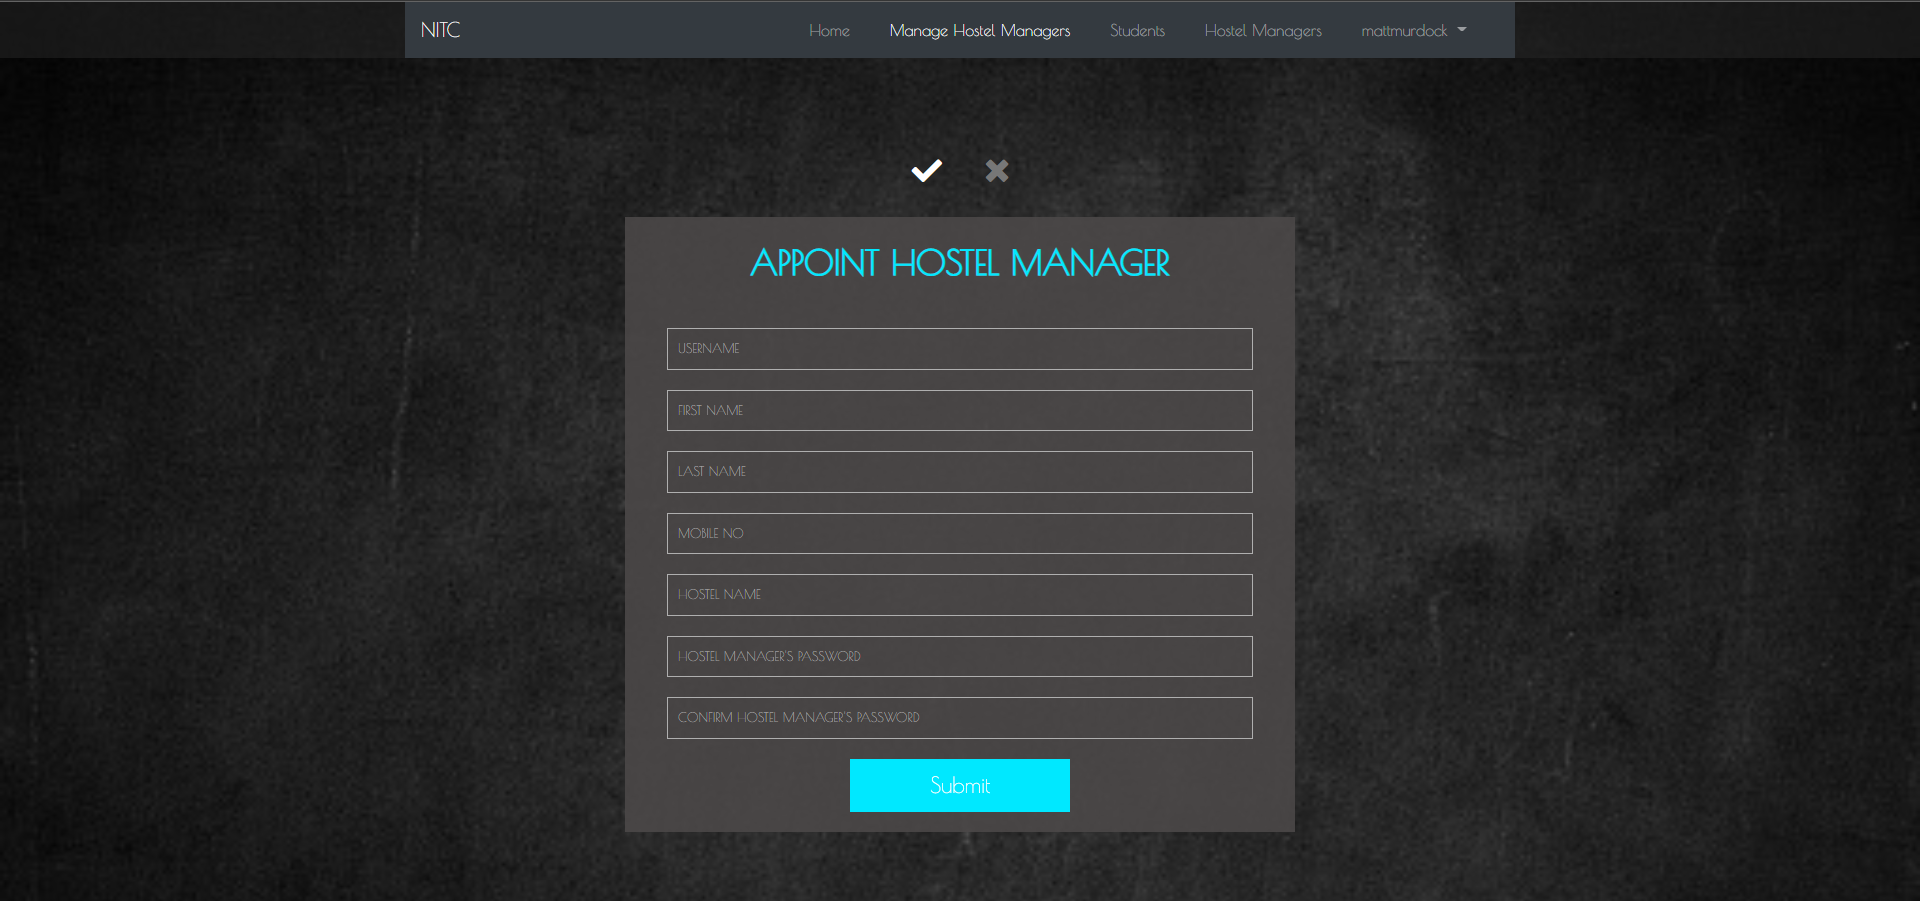 NITC Home Manage Hostel Managers Students Hostel Managers mattmurdock
APPOINT HOSTEL MANAGER
USERNAME
FIRST NAME
LAST NAME
MOBILE NO
HOSTEL NAME
HOSTEL MANAGER'S PASSWORD
CONFIRM HOSTEL MANAGER'S PASSWORD
Submit